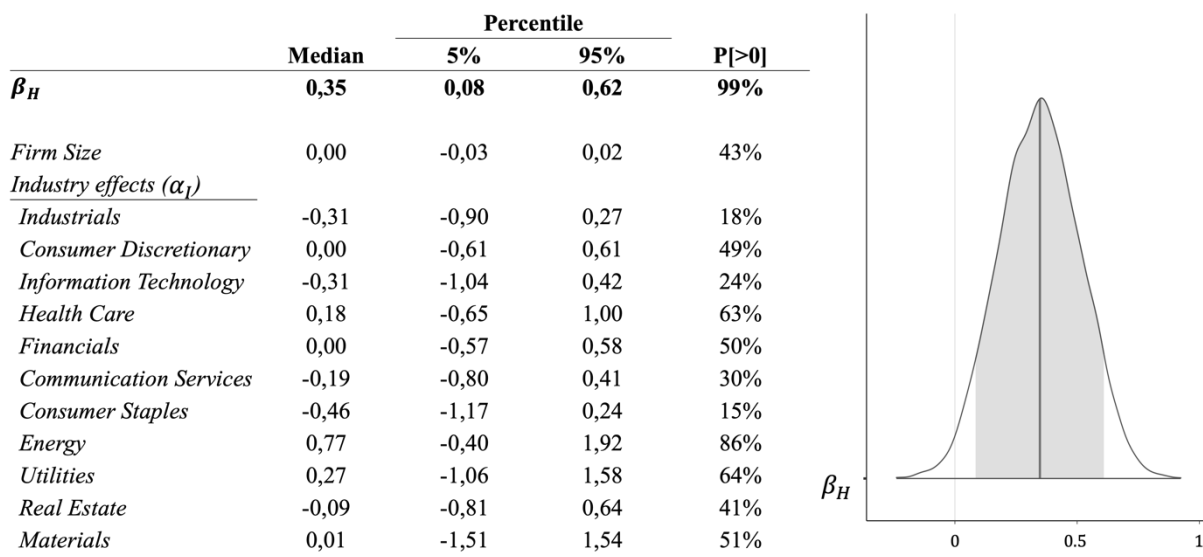 Percentile
Median 5% 95% P[>0]
β_H 0,35 0,08 0,62 99%
Firm Size 0,00 -0,03 0,02 43%
Industry effects (α_I)
Industrials -0,31 -0,90 0,27 18%
Consumer Discretionary 0,00 -0,61 0,61 49%
Information Technology -0,31 -1,04 0,42 24%
Health Care 0,18 -0,65 1,00 63%
Financials 0,00 -0,57 0,58 50%
Communication Services -0,19 -0,80 0,41 30%
Consumer Staples -0,46 -1,17 0,24 15%
Energy 0,77 -0,40 1,92 86%
Utilities 0,27 -1,06 1,58 64%
Real Estate -0,09 -0,81 0,64 41%
Materials 0,01 -1,51 1,54 51%
β_H
0 0.5 1